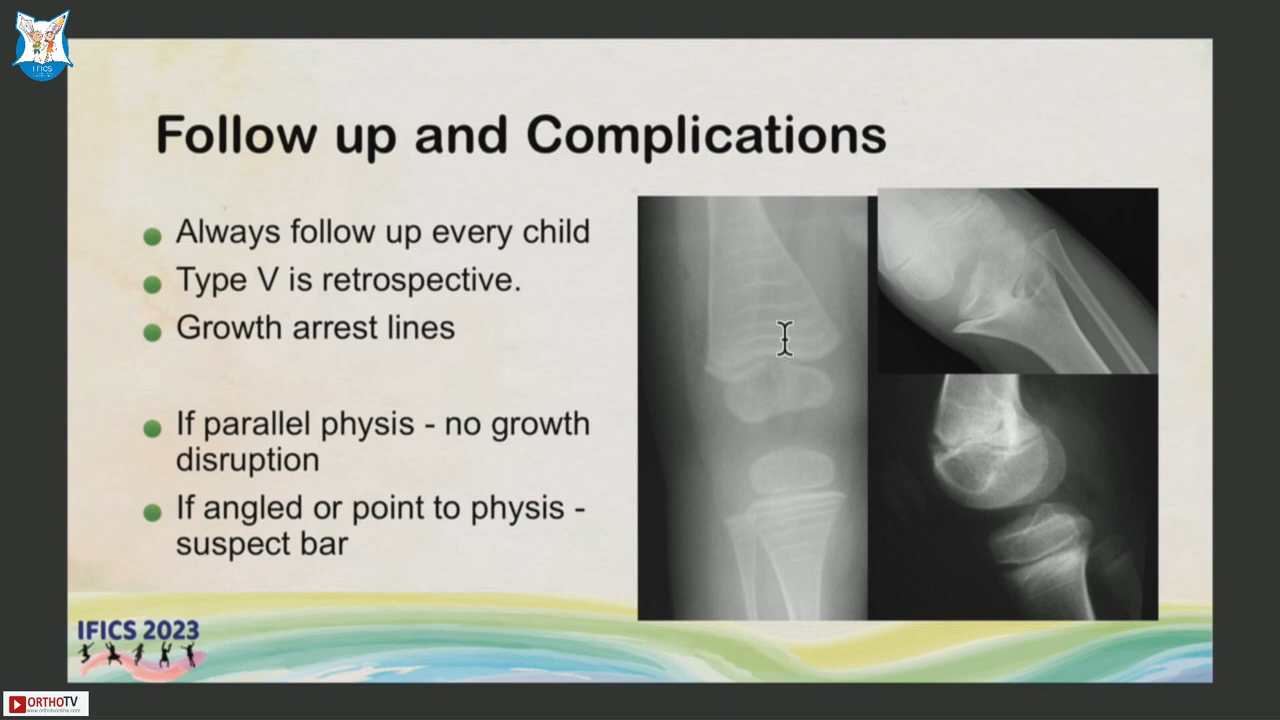 IFICS
Follow up and Complications
Always follow up every child
Type V is retrospective.
Growth arrest lines
If parallel physis - no growth
disruption
If angled or point to physis -
suspect bar
IFICS 2023
ORTHOTV
www.orthotvonline.com